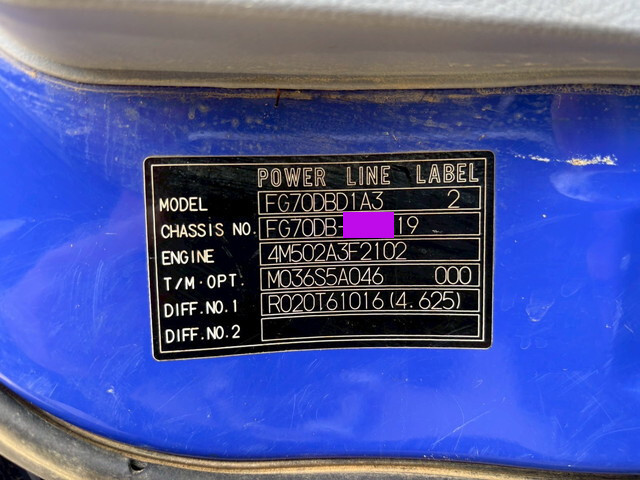 POWER LINE LABEL
MODEL FG70DBD1A3 2
CHASSIS NO. FG70DB- 19
ENGINE 4M502A3F2102
T/M·OPT. M036S5A046 000
DIFF.NO.1 R020T61016(4.625)
DIFF.NO.2